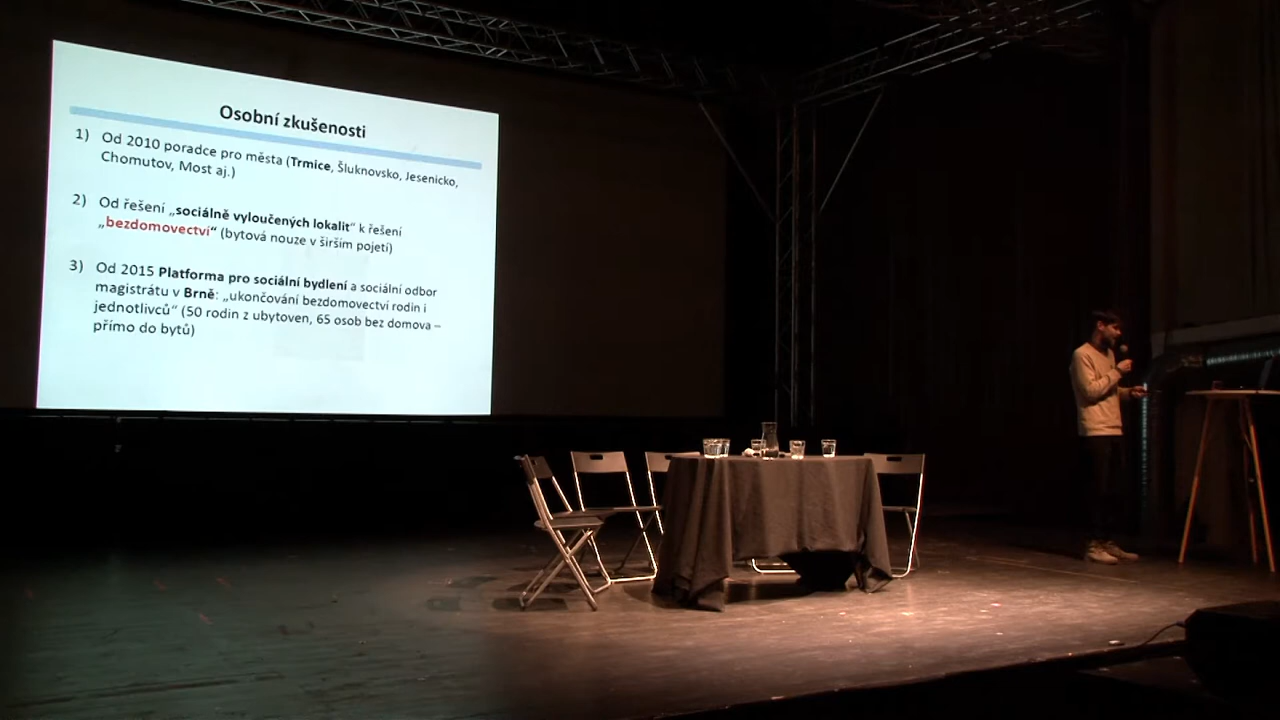 Osobní zkušenosti
1) Od 2010 poradce pro města (Trmice, Šluknovsko, Jesenicko,
Chomutov, Most aj.)
2) Od řešení „sociálně vyloučených lokalit“ k řešení
„bezdomovectví“ (bytová nouze v širším pojetí)
3) Od 2015 Platforma pro sociální bydlení a sociální odbor
magistrátu v Brně: „ukončování bezdomovectví rodin i
jednotlivců“ (50 rodin z ubytoven, 65 osob bez domova –
přímo do bytů)